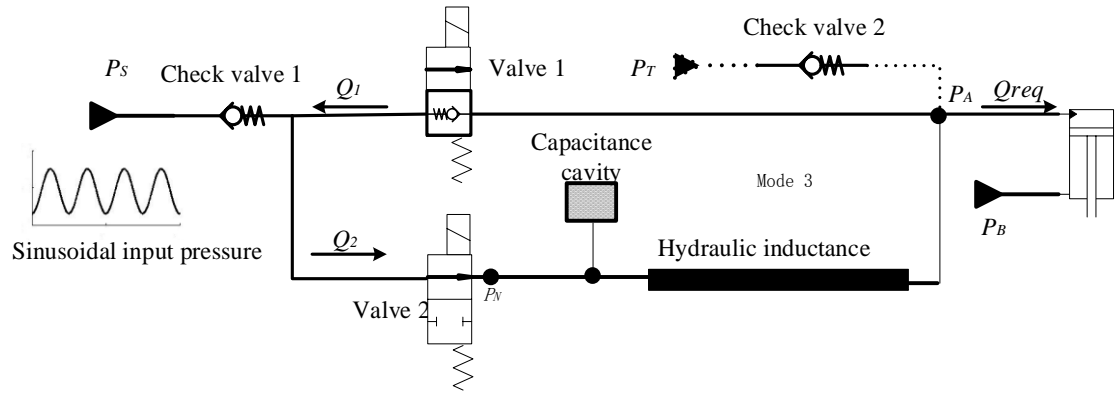 Check valve 2
P_S
Check valve 1
Q_1
Valve 1
P_T
P_A
Qreq
Capacitance
cavity
Mode 3
Sinusoidal input pressure
Q_2
Hydraulic inductance
P_B
Valve 2
P_N